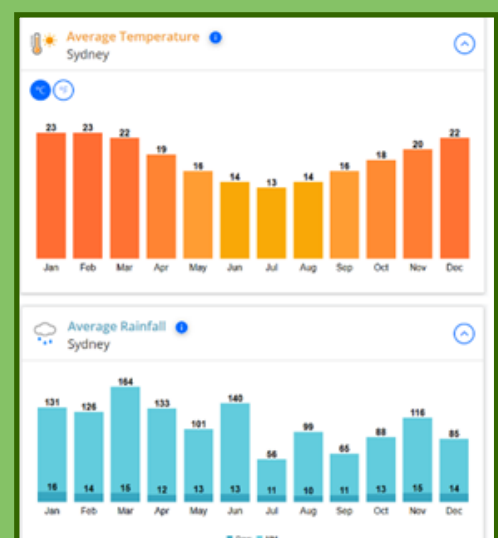 Average Temperature
Sydney
°C °F
23 23 22 19 16 14 13 14 16 18 20 22
Jan Feb Mar Apr May Jun Jul Aug Sep Oct Nov Dec
Average Rainfall
Sydney
131 126 164 133 101 140 56 99 65 88 116 85
16 14 15 12 13 13 11 10 11 13 15 14
Jan Feb Mar Apr May Jun Jul Aug Sep Oct Nov Dec